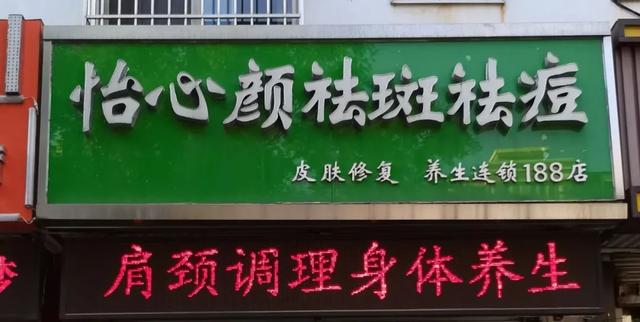 怡心颜祛斑祛痘
皮肤修复 养生连锁188店
肩颈调理身体养生